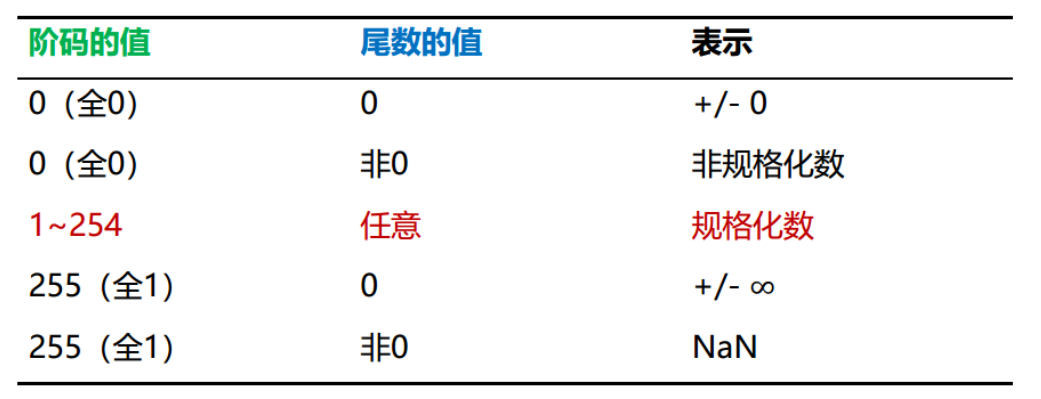 阶码的值 尾数的值 表示
0（全0） 0 +/- 0
0（全0） 非0 非规格化数
1~254 任意 规格化数
255（全1） 0 +/- ∞
255（全1） 非0 NaN